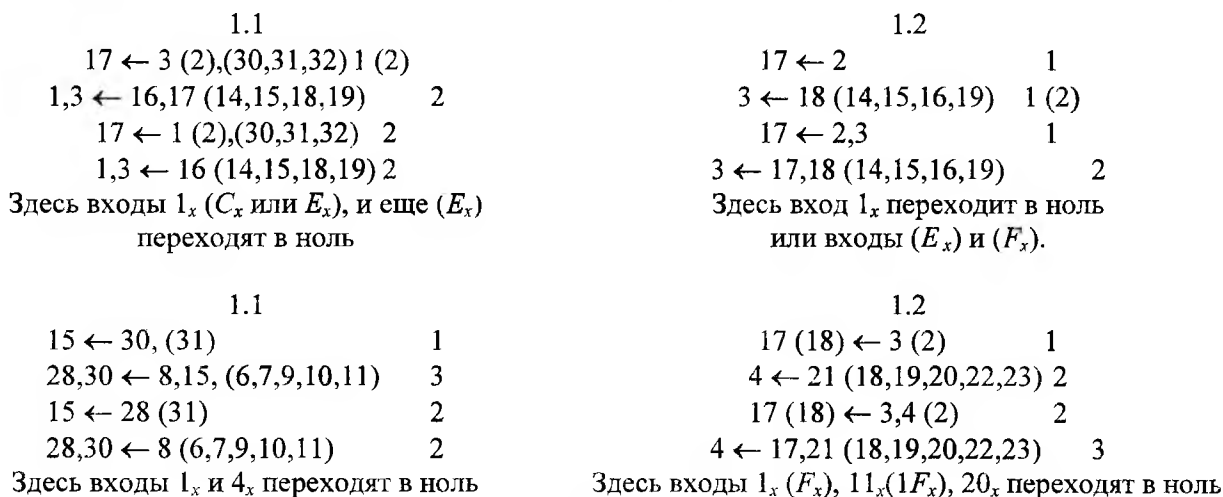 1.1
17 ← 3 (2),(30,31,32) 1 (2)
1,3 ← 16,17 (14,15,18,19) 2
17 ← 1 (2),(30,31,32) 2
1,3 ← 16 (14,15,18,19) 2
Здесь входы 1ₓ (Cₓ или Eₓ), и еще (Eₓ)
переходят в ноль
1.2
17 ← 2 1
3 ← 18 (14,15,16,19) 1 (2)
17 ← 2,3 1
3 ← 17,18 (14,15,16,19) 2
Здесь вход 1ₓ переходит в ноль
или входы (Eₓ) и (Fₓ).
1.1
15 ← 30, (31) 1
28,30 ← 8,15, (6,7,9,10,11) 3
15 ← 28 (31) 2
28,30 ← 8 (6,7,9,10,11) 2
Здесь входы 1ₓ и 4ₓ переходят в ноль
1.2
17 (18) ← 3 (2) 1
4 ← 21 (18,19,20,22,23) 2
17 (18) ← 3,4 (2) 2
4 ← 17,21 (18,19,20,22,23) 3
Здесь входы 1ₓ (Fₓ), 11ₓ(1Fₓ), 20ₓ переходят в ноль